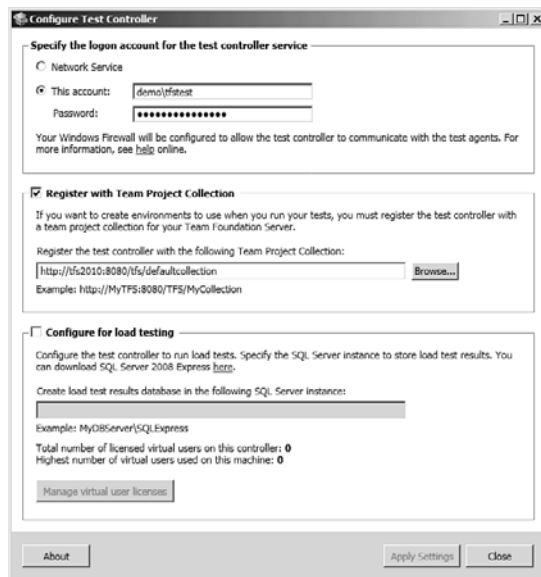 Configure Test Controller
Specify the logon account for the test controller service
Network Service
This account: demo\tfstest
Password: ●●●●●●●●●●●●●●●
Your Windows Firewall will be configured to allow the test controller to communicate with the test agents. For
more information, see help online.
Register with Team Project Collection
If you want to create environments to use when you run your tests, you must register the test controller with
a team project collection for your Team Foundation Server.
Register the test controller with the following Team Project Collection:
http://tfs2010:8080/tfs/defaultcollection Browse...
Example: http://MyTFS:8080/TFS/MyCollection
Configure for load testing
Configure the test controller to run load tests. Specify the SQL Server instance to store load test results. You
can download SQL Server 2008 Express here.
Create load test results database in the following SQL Server instance:
Example: MyDBServer\SQLExpress
Total number of licensed virtual users on this controller: 0
Highest number of virtual users used on this machine: 0
Manage virtual user licenses
About Apply Settings Close